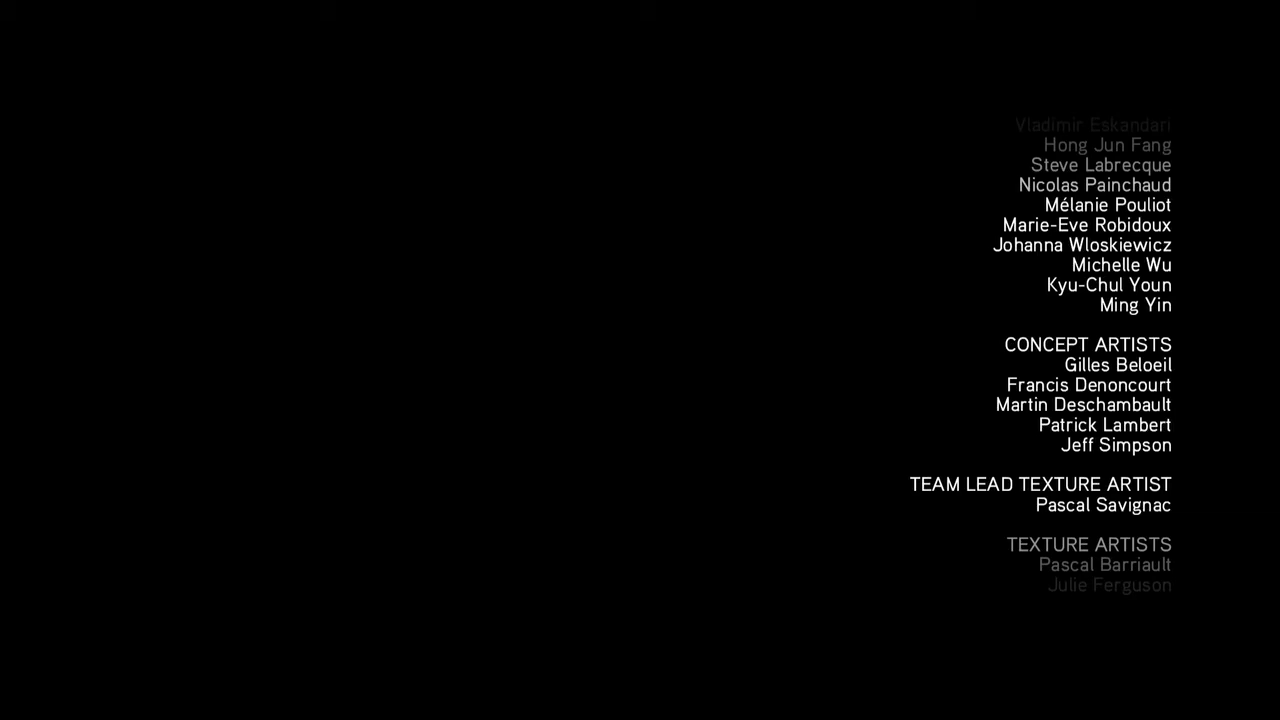 Vladimir Eskandari
Hong Jun Fang
Steve Labrecque
Nicolas Painchaud
Mélanie Pouliot
Marie-Eve Robidoux
Johanna Wloskiewicz
Michelle Wu
Kyu-Chul Youn
Ming Yin
CONCEPT ARTISTS
Gilles Beloeil
Francis Denoncourt
Martin Deschambault
Patrick Lambert
Jeff Simpson
TEAM LEAD TEXTURE ARTIST
Pascal Savignac
TEXTURE ARTISTS
Pascal Barriault
Julie Ferguson